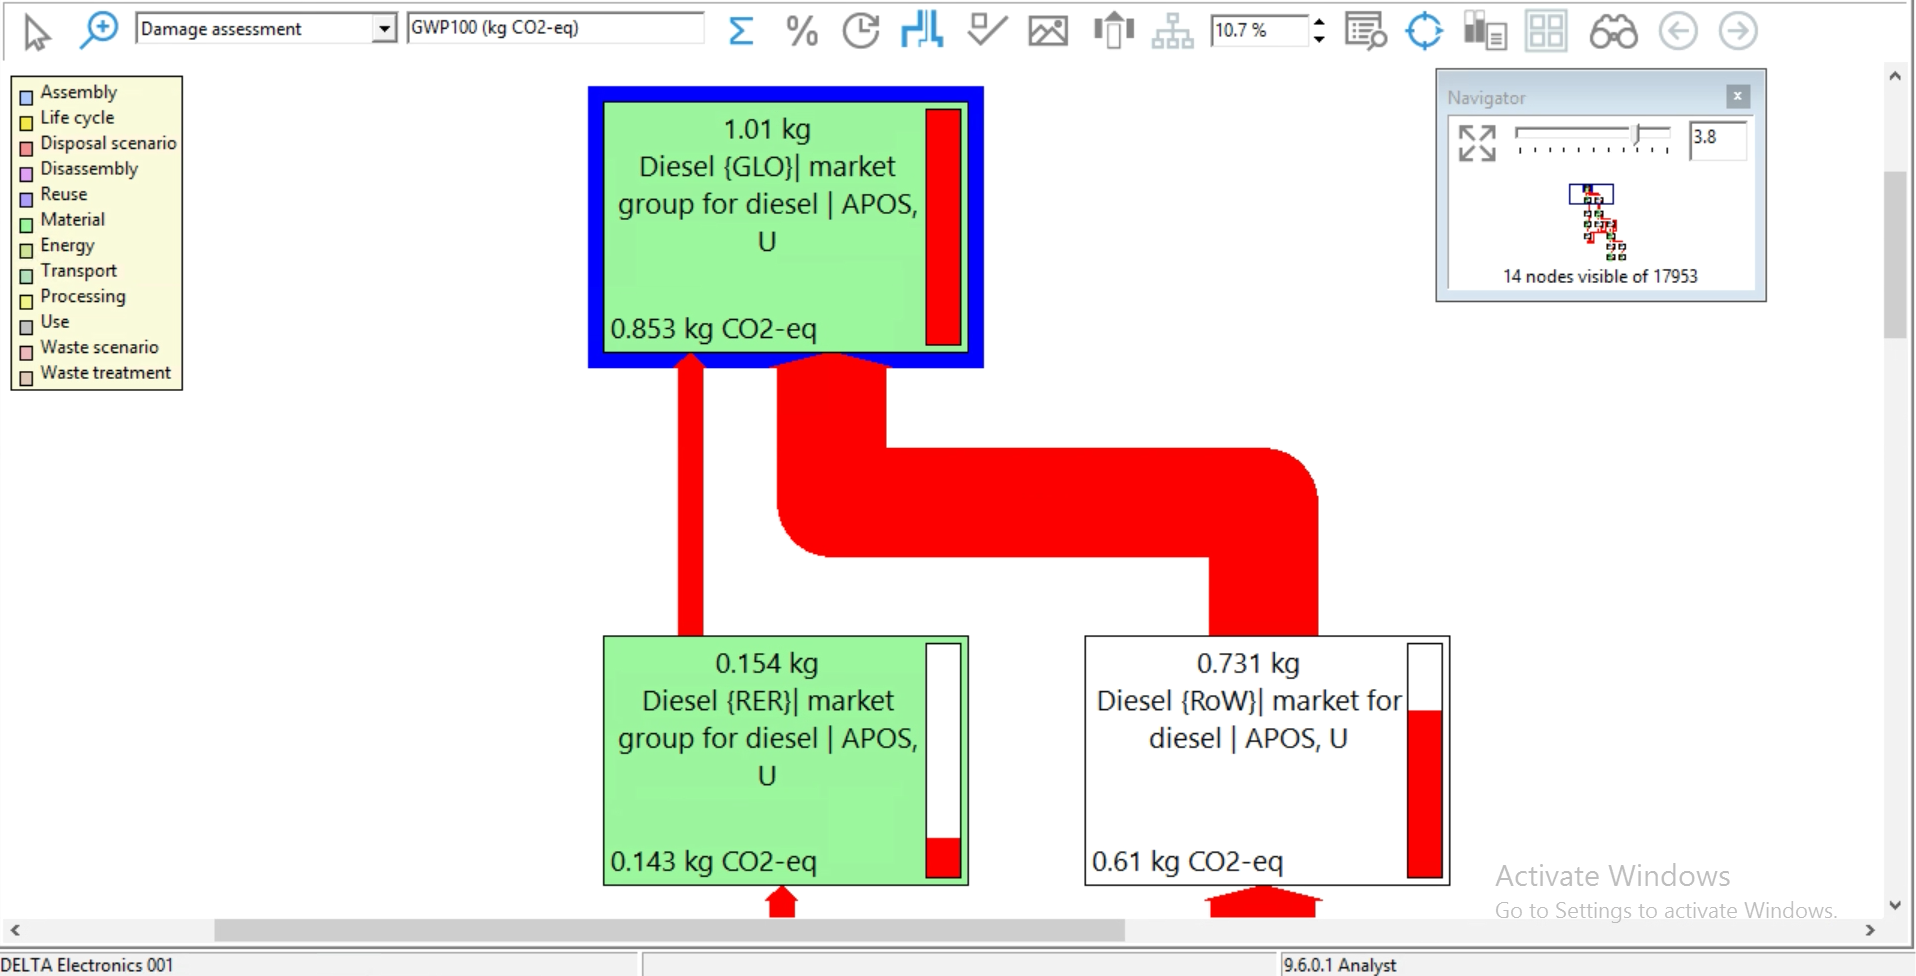 Damage assessment
GWP100 (kg CO2-eq)
Σ
%
10.7 %
Assembly
Life cycle
Disposal scenario
Disassembly
Reuse
Material
Energy
Transport
Processing
Use
Waste scenario
Waste treatment
1.01 kg
Diesel {GLO}| market
group for diesel | APOS,
U
0.853 kg CO2-eq
Navigator
3.8
14 nodes visible of 17953
0.154 kg
Diesel {RER}| market
group for diesel | APOS,
U
0.143 kg CO2-eq
0.731 kg
Diesel {RoW}| market for
diesel | APOS, U
0.61 kg CO2-eq
Activate Windows
Go to Settings to activate Windows.
DELTA Electronics 001
9.6.0.1 Analyst